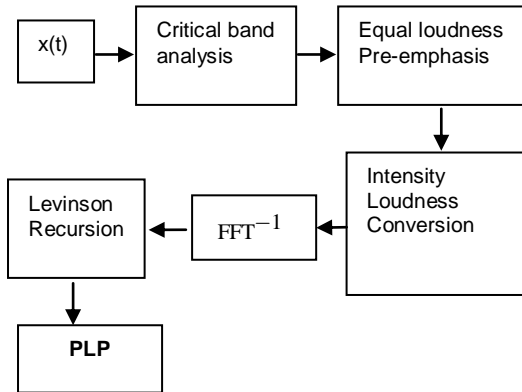 x(t)
Critical band
analysis
Equal loudness
Pre-emphasis
Intensity
Loudness
Conversion
FFT⁻¹
Levinson
Recursion
PLP